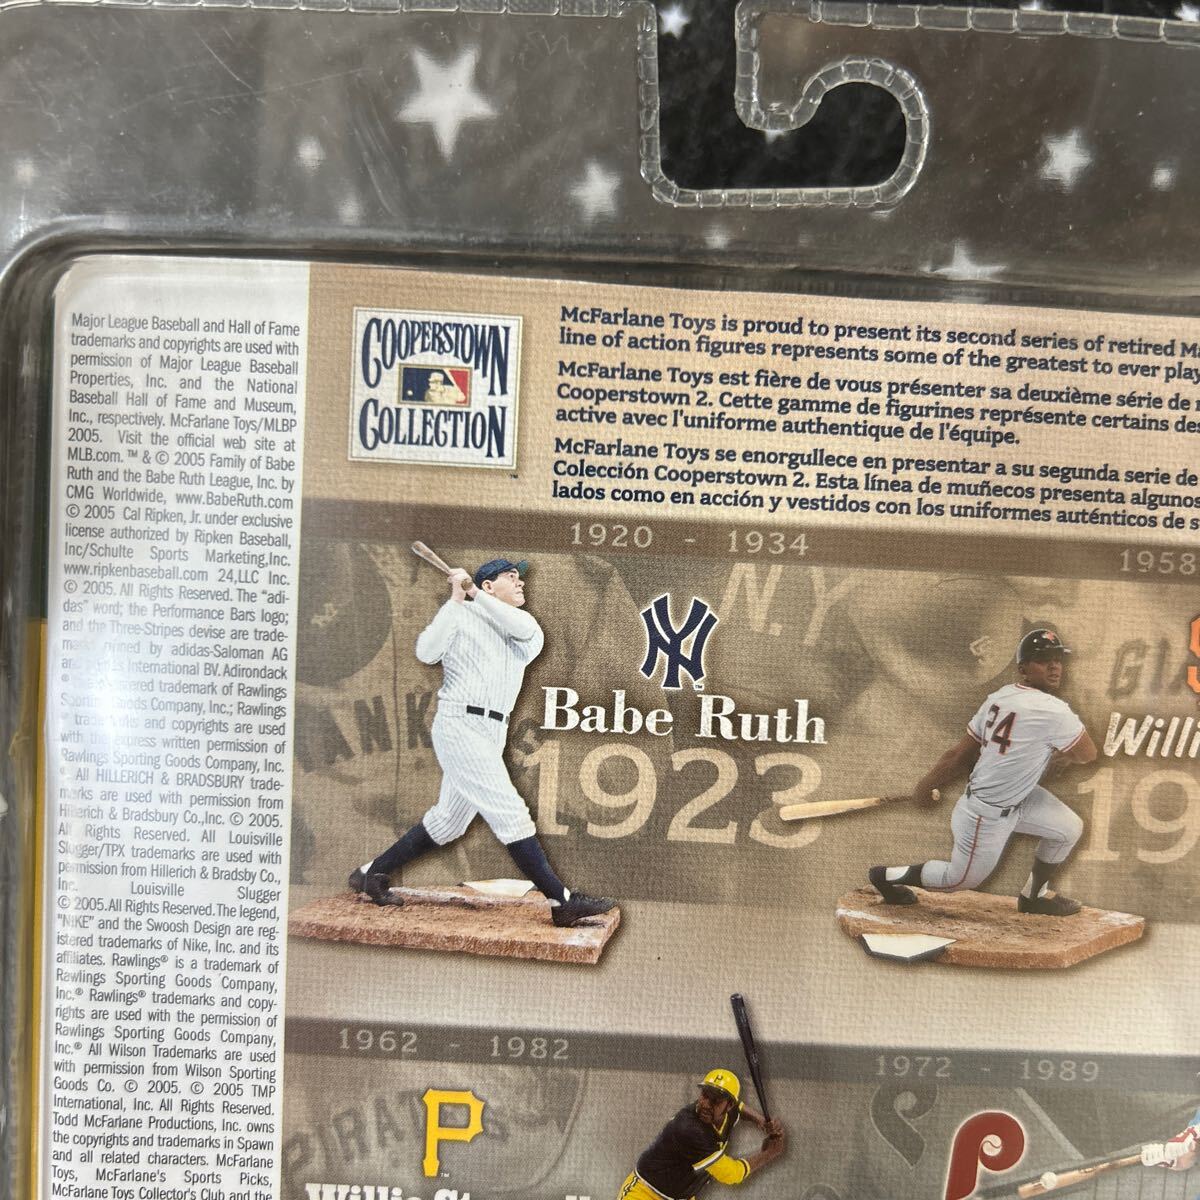 Major League Baseball and Hall of Fame
trademarks and copyrights are used with
permission of Major League Baseball
Properties, Inc. and the National
Baseball Hall of Fame and Museum,
Inc., respectively. McFarlane Toys/MLBP
2005. Visit the official web site at
MLB.com. ™ & © 2005 Family of Babe
Ruth and the Babe Ruth League, Inc. by
CMG Worldwide, www.BabeRuth.com
© 2005 Cal Ripken, Jr. under exclusive
license authorized by Ripken Baseball,
Inc/Schulte Sports Marketing,Inc.
www.ripkenbaseball.com 24,LLC Inc.
© 2005. All Rights Reserved. The "adi-
das" word; the Performance Bars logo;
and the Three-Stripes devise are trade-
by adidas-Saloman AG
International BV. Adirondack
® trademark of Rawlings
Company, Inc.; Rawlings
and copyrights are used
with the express written permission of
Rawlings Sporting Goods Company, Inc.
®. All HILLERICH & BRADSBURY trade-
marks are used with permission from
Hillerich & Bradsbury Co.,Inc. © 2005.
All Rights Reserved. All Louisville
Slugger/TPX trademarks are used with
permission from Hillerich & Bradsby Co.,
Inc. Louisville Slugger
© 2005.All Rights Reserved.The legend,
"NIKE" and the Swoosh Design are reg-
istered trademarks of Nike, Inc. and its
affiliates. Rawlings® is a trademark of
Rawlings Sporting Goods Company,
Inc.® Rawlings® trademarks and copy-
rights are used with the permission of
Rawlings Sporting Goods Company,
Inc.® All Wilson Trademarks are used
with permission from Wilson Sporting
Goods Co. © 2005. © 2005 TMP
International, Inc. All Rights Reserved.
Todd McFarlane Productions, Inc. owns
the copyrights and trademarks in Spawn
and all related characters. McFarlane
Toys, McFarlane's Sports Picks,
McFarlane Toys Collector's Club and the
COOPERSTOWN
COLLECTION
McFarlane Toys is proud to present its second series of retired
line of action figures represents some of the greatest to ever play
McFarlane Toys est fière de vous présenter sa deuxième série de
Cooperstown 2. Cette gamme de figurines représente certains des
active avec l'uniforme authentique de l'équipe.
McFarlane Toys se enorgullece en presentar a su segunda serie de
Colección Cooperstown 2. Esta línea de muñecos presenta algunos
lados como en acción y vestidos con los uniformes auténticos de
1920 - 1934
NY
Babe Ruth
1923
1958
24
Willi
19
1962 - 1982
P
PIRAT
1972 - 1989
P